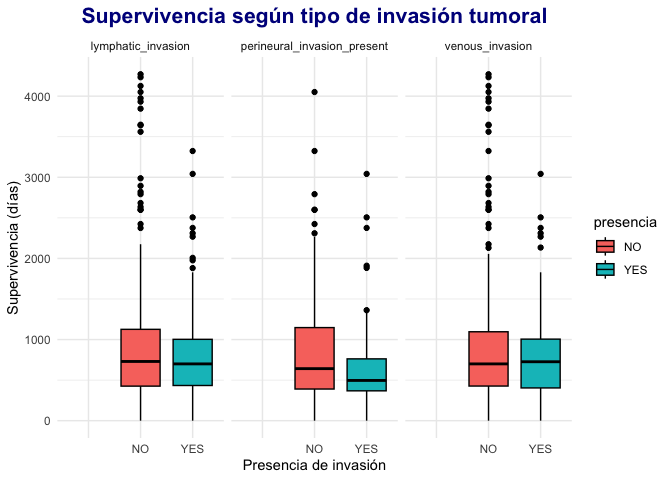 Supervivencia según tipo de invasión tumoral
lymphatic_invasion
perineural_invasion_present
venous_invasion
4000
3000
2000
1000
0
Supervivencia (días)
NO
YES
NO
YES
NO
YES
Presencia de invasión
presencia
NO
YES